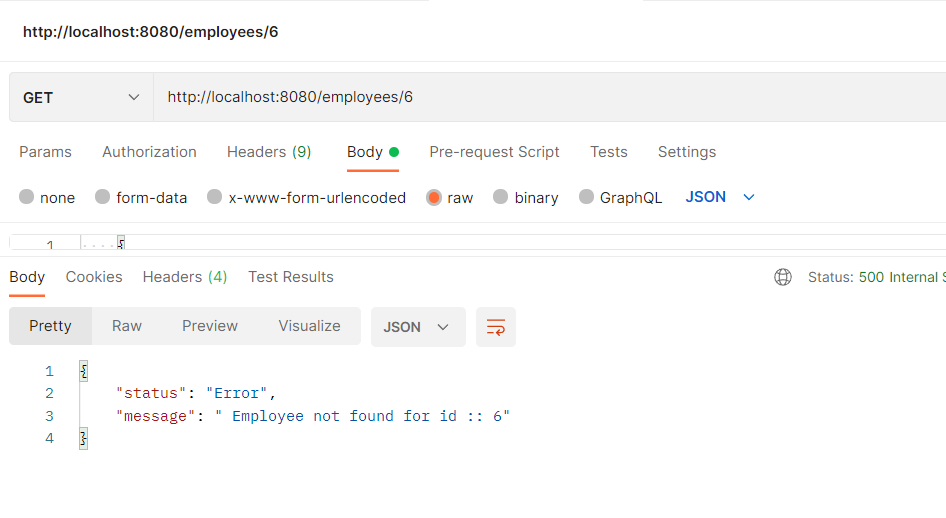 http://localhost:8080/employees/6
GET http://localhost:8080/employees/6
Params Authorization Headers (9) Body Pre-request Script Tests Settings
none form-data x-www-form-urlencoded raw binary GraphQL JSON
1 {
Body Cookies Headers (4) Test Results Status: 500 Internal S
Pretty Raw Preview Visualize JSON
1 {
2 "status": "Error",
3 "message": " Employee not found for id :: 6"
4 }